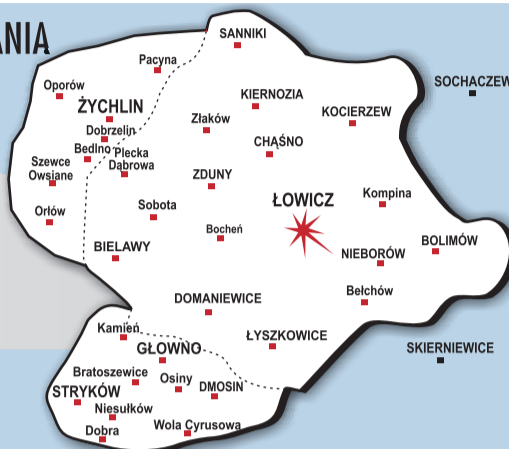 ANIA
SANNIKI
Pacyna
SOCHACZEW
Oporów
KIERNOZIA
ŻYCHLIN
KOCIERZEW
Złaków
Dobrzelin
CHĄŚNO
Bedlno
Plecka
Dąbrowa
Szewce
Owsiane
ZDUNY
Kompina
ŁOWICZ
Sobota
Orłów
Bocheń
BOLIMÓW
BIELAWY
NIEBORÓW
Bełchów
DOMANIEWICE
Kamień
ŁYSZKOWICE
GŁOWNO
SKIERNIEWICE
Bratoszewice
Osiny
DMOSIN
STRYKÓW
Niesułków
Wola Cyrusowa
Dobra